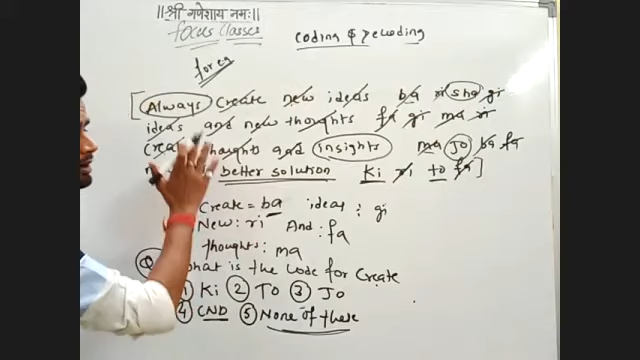 ||श्री गणेशाय नमः||
focus Classes
Coding & Decoding
for eg
[ Always Create new ideas ba ri sha gi
ideas and new thoughts fa gi ma ri
Create thoughts and insights ma Jo ba fa
better solution Ki ri to fa ]
Create = ba ideas : gi
New: ri And : fa
thoughts: ma
What is the Code for Create
① Ki ② To ③ Jo
④ CND ⑤ None of these